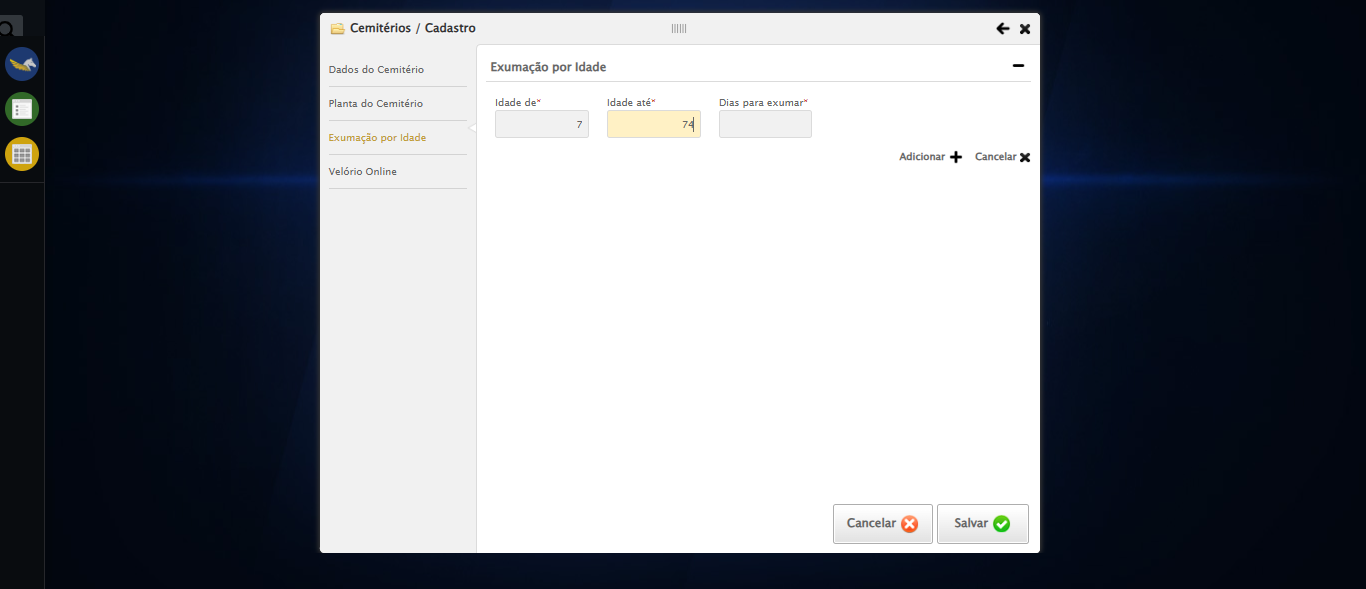 Cemitérios / Cadastro
Dados do Cemitério
Planta do Cemitério
Exumação por Idade
Velório Online
Exumação por Idade
Idade de* Idade até* Dias para exumar*
7 74
Adicionar Cancelar
Cancelar Salvar